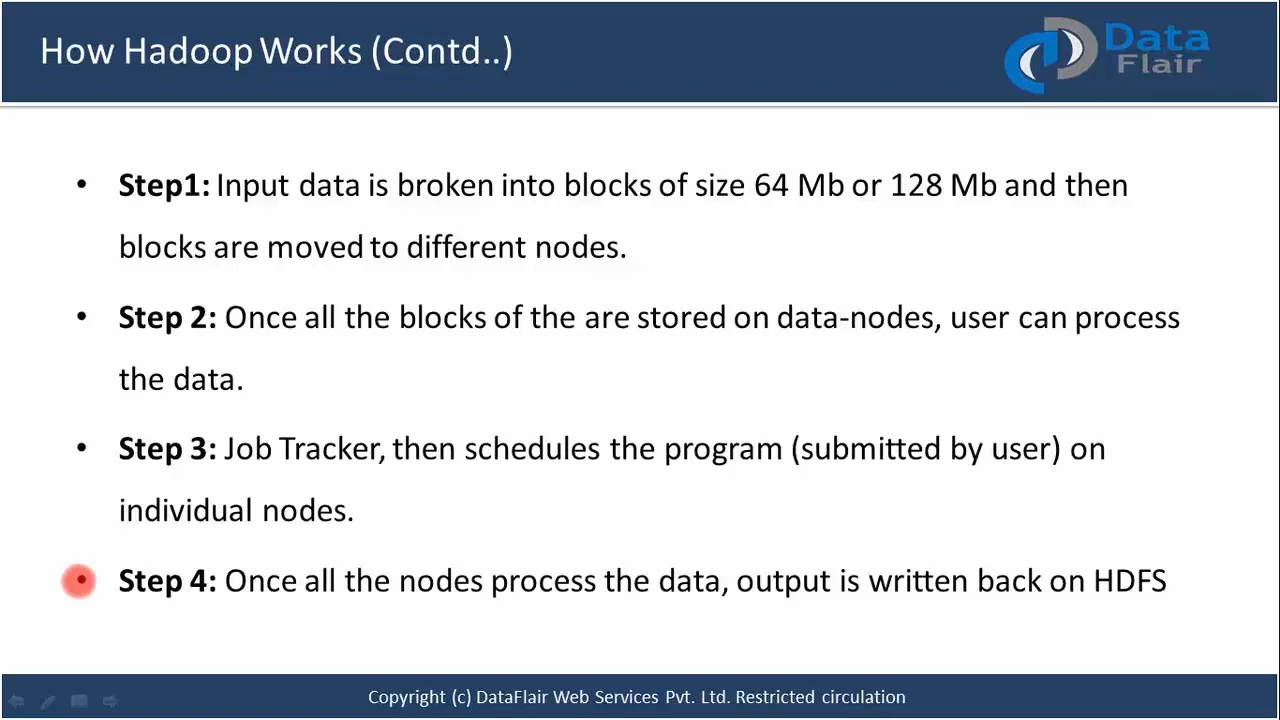 How Hadoop Works (Contd..)
Data
Flair
• Step1: Input data is broken into blocks of size 64 Mb or 128 Mb and then
blocks are moved to different nodes.
• Step 2: Once all the blocks of the are stored on data-nodes, user can process
the data.
• Step 3: Job Tracker, then schedules the program (submitted by user) on
individual nodes.
• Step 4: Once all the nodes process the data, output is written back on HDFS
Copyright (c) DataFlair Web Services Pvt. Ltd. Restricted circulation